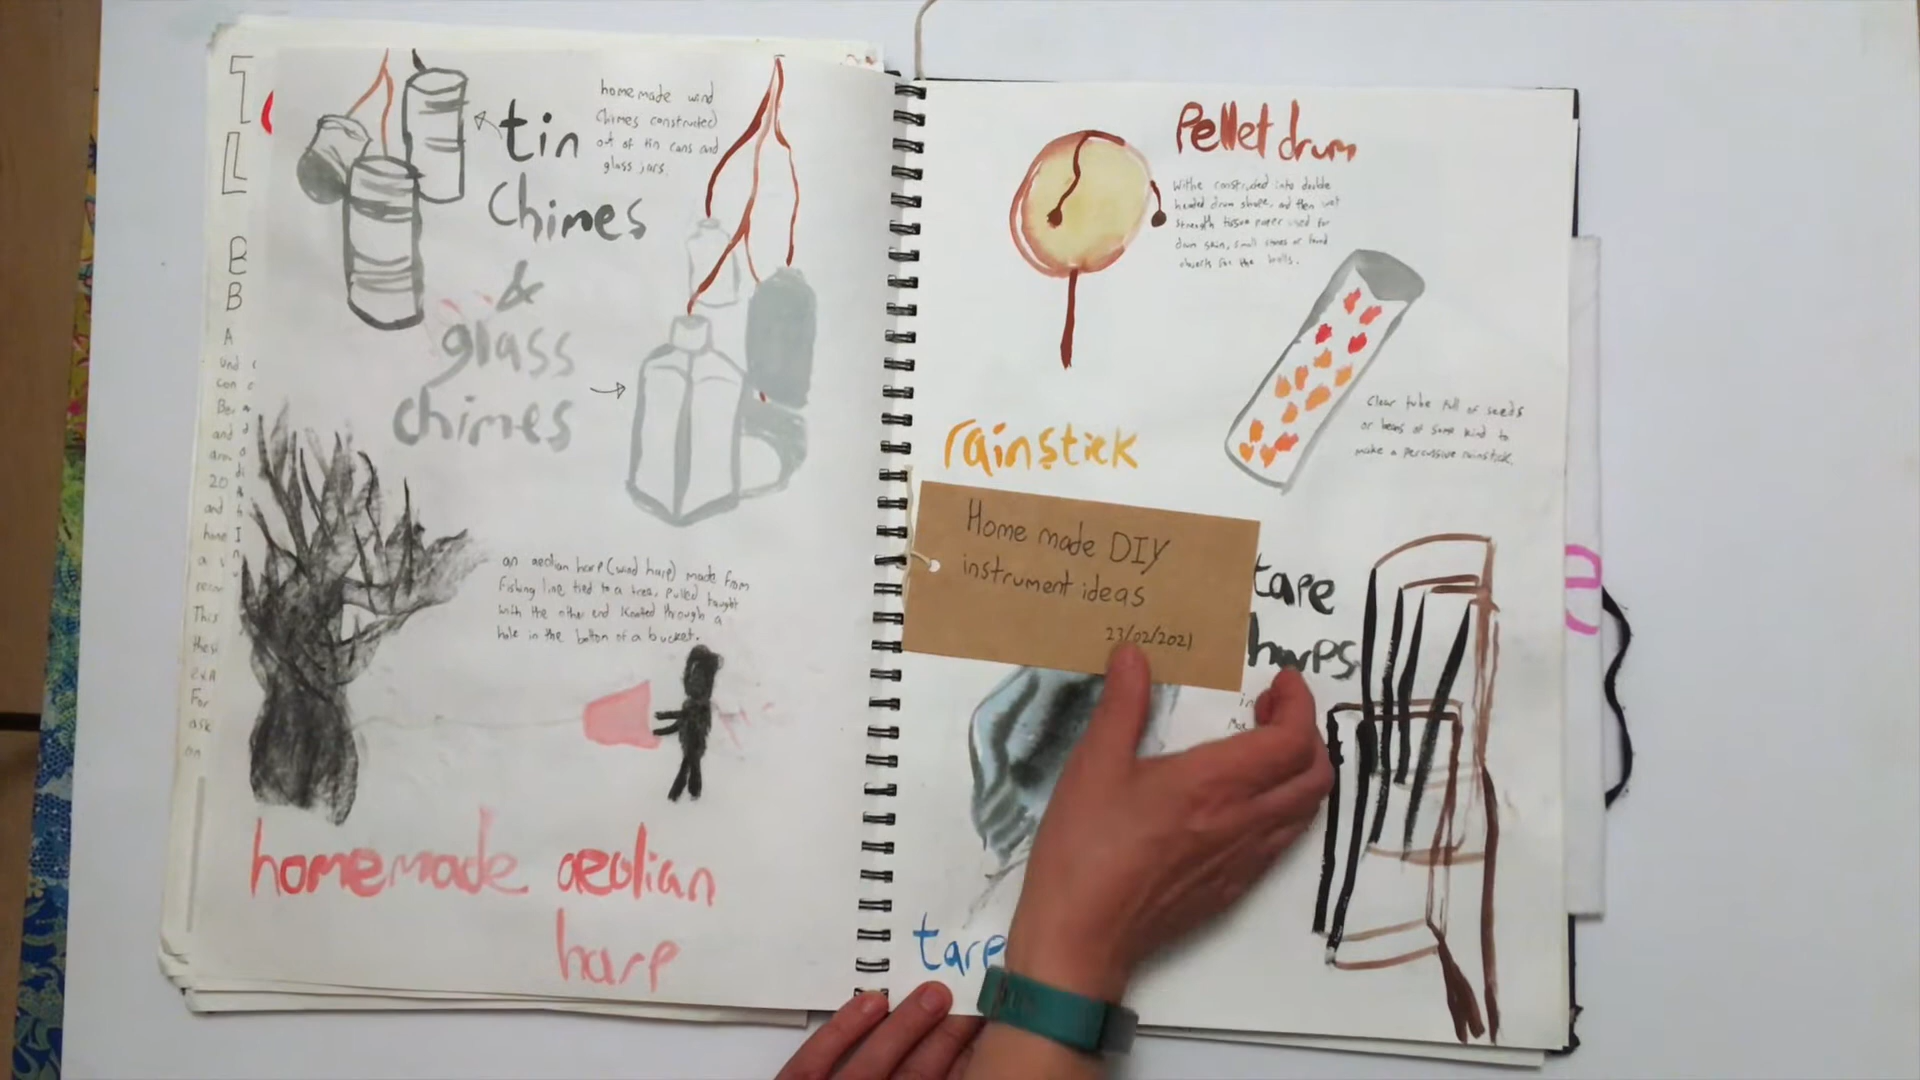 tin
Chimes
&
glass
chimes
home made wind
Chimes constructed
out of tin cans and
glass jars.
an aeolian harp (wind harp) made from
fishing line tied to a tree, pulled taught
with the other end knotted through a
hole in the bottom of a bucket.
homemade aeolian
harp
Pellet drum
Withe constructed into double
headed drum shape, and then wet
strength tissue paper used for
drum skin, small stones or found
objects for the
rainstick
Clear tube full of seeds
or beans of some kind to
make a percussive rainstick.
Home made DIY
instrument ideas
23/02/2021
tape
harps
tarp